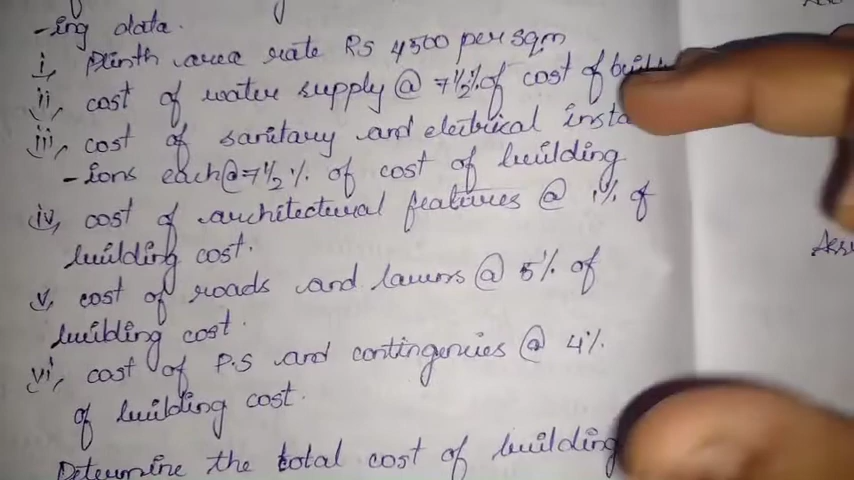 -ing data.
i, Plinth area rate RS 4500 per sqm
ii, cost of water supply @ 7½% of cost of
iii, cost of sanitary and electrical
-ions each @ 7½ % of cost of building
iv, cost of architectural features @ 1% of
building cost.
v, cost of roads and lawns @ 5% of
building cost.
vi, cost of P.S and contingencies @ 4%
of building cost.
Determine the total cost of building